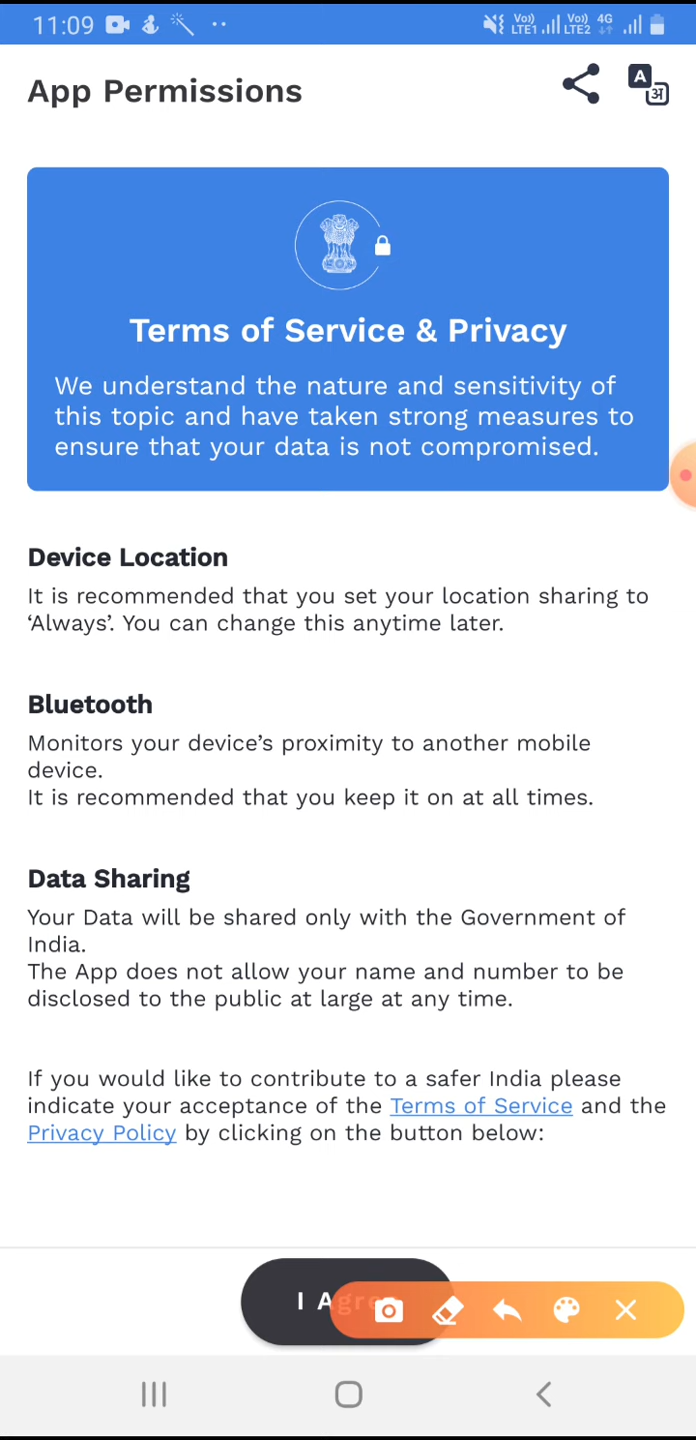 11:09
Vo)) LTE1 Vo)) LTE2 4G
App Permissions
A अ
Terms of Service & Privacy
We understand the nature and sensitivity of
this topic and have taken strong measures to
ensure that your data is not compromised.
Device Location
It is recommended that you set your location sharing to
‘Always’. You can change this anytime later.
Bluetooth
Monitors your device’s proximity to another mobile
device.
It is recommended that you keep it on at all times.
Data Sharing
Your Data will be shared only with the Government of
India.
The App does not allow your name and number to be
disclosed to the public at large at any time.
If you would like to contribute to a safer India please
indicate your acceptance of the Terms of Service and the
Privacy Policy by clicking on the button below:
I Agree